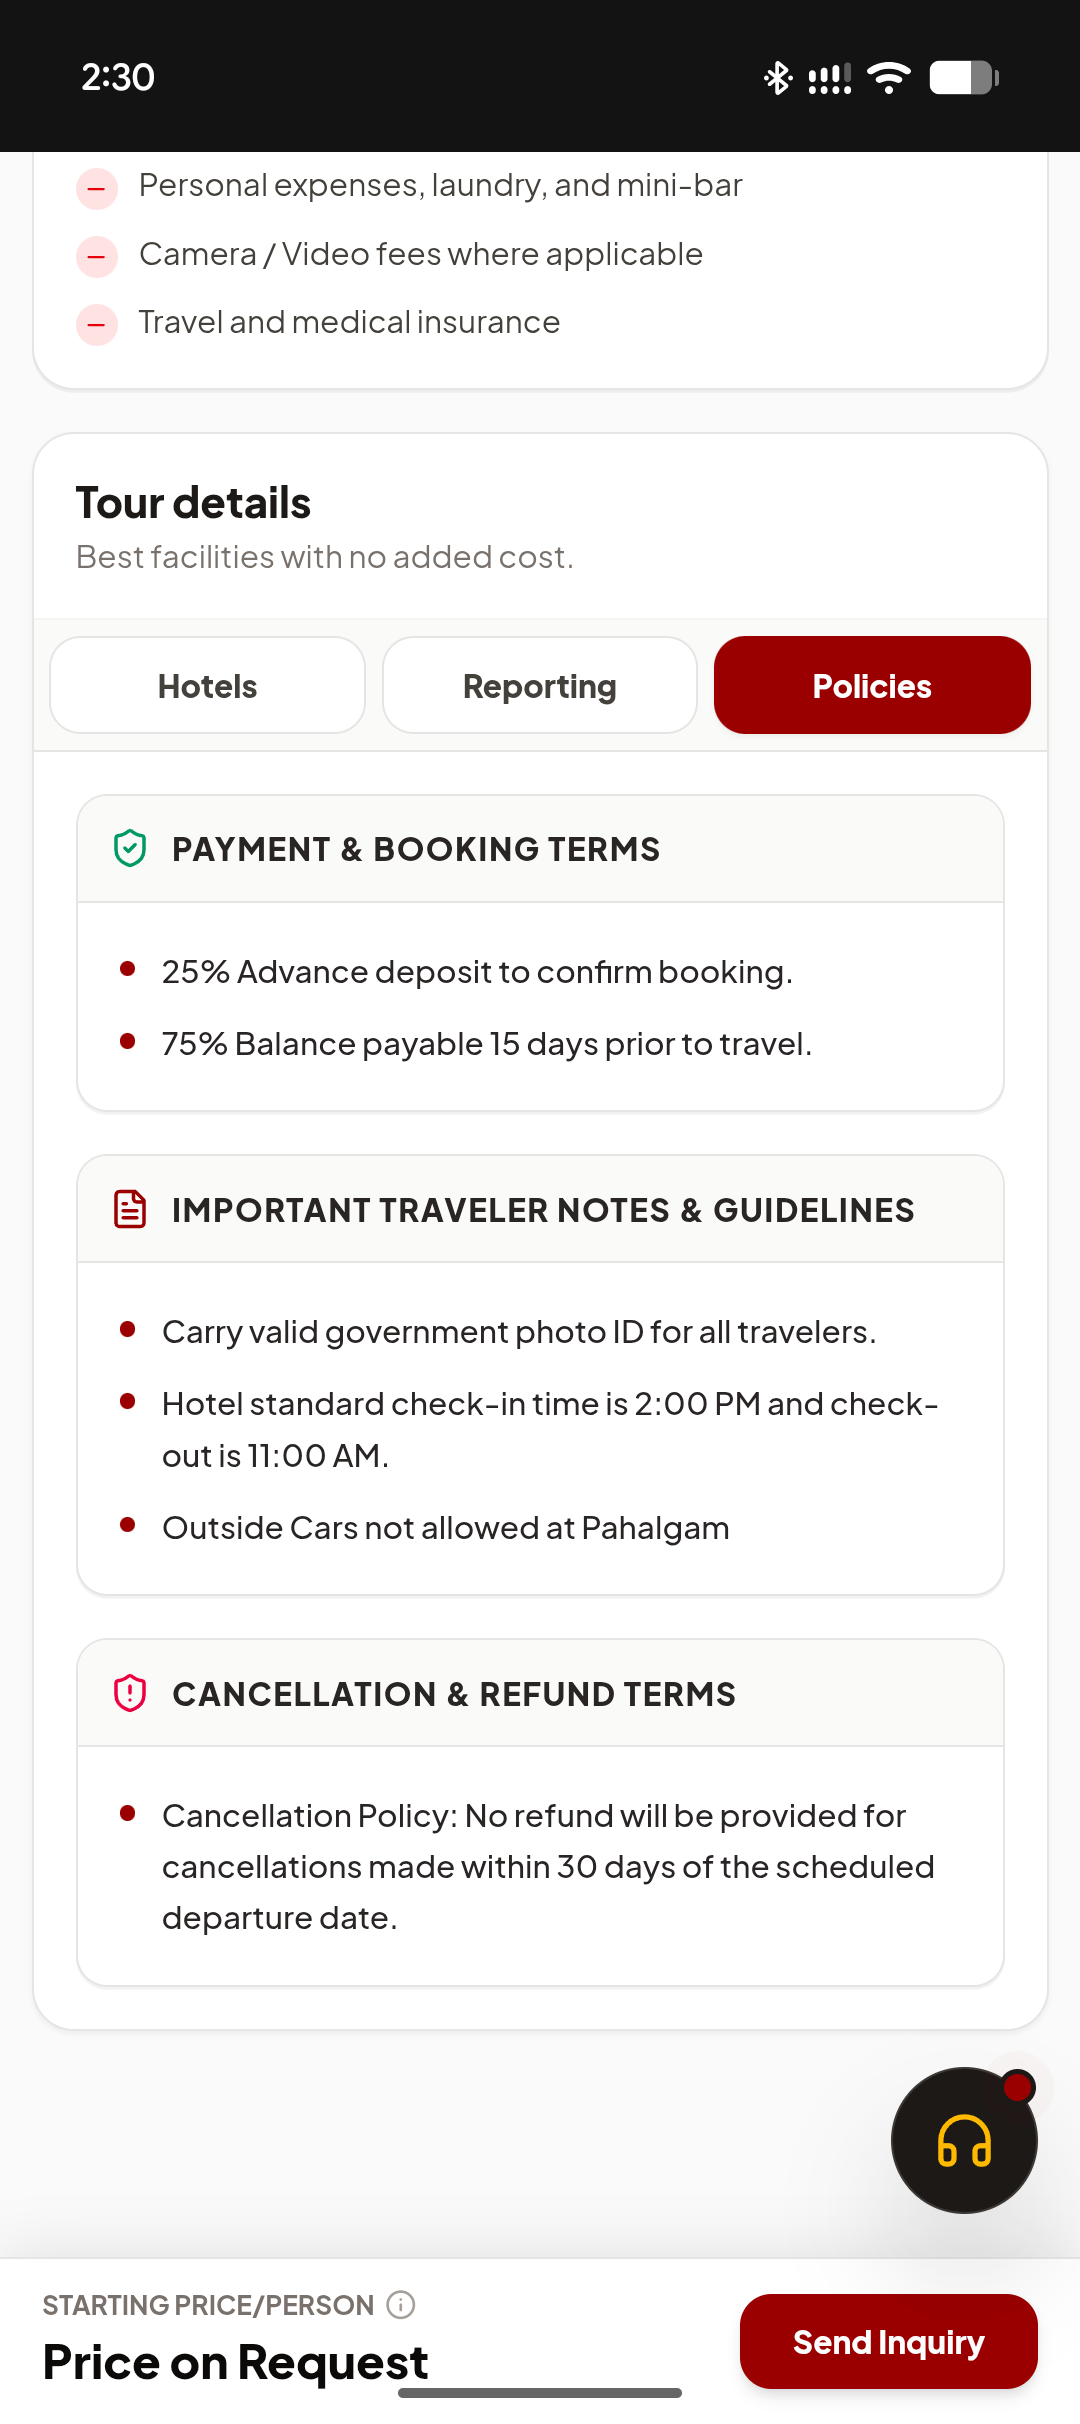 2:30
Personal expenses, laundry, and mini-bar
Camera / Video fees where applicable
Travel and medical insurance
Tour details
Best facilities with no added cost.
Hotels
Reporting
Policies
PAYMENT & BOOKING TERMS
25% Advance deposit to confirm booking.
75% Balance payable 15 days prior to travel.
IMPORTANT TRAVELER NOTES & GUIDELINES
Carry valid government photo ID for all travelers.
Hotel standard check-in time is 2:00 PM and check-
out is 11:00 AM.
Outside Cars not allowed at Pahalgam
CANCELLATION & REFUND TERMS
Cancellation Policy: No refund will be provided for
cancellations made within 30 days of the scheduled
departure date.
STARTING PRICE/PERSON
Price on Request
Send Inquiry